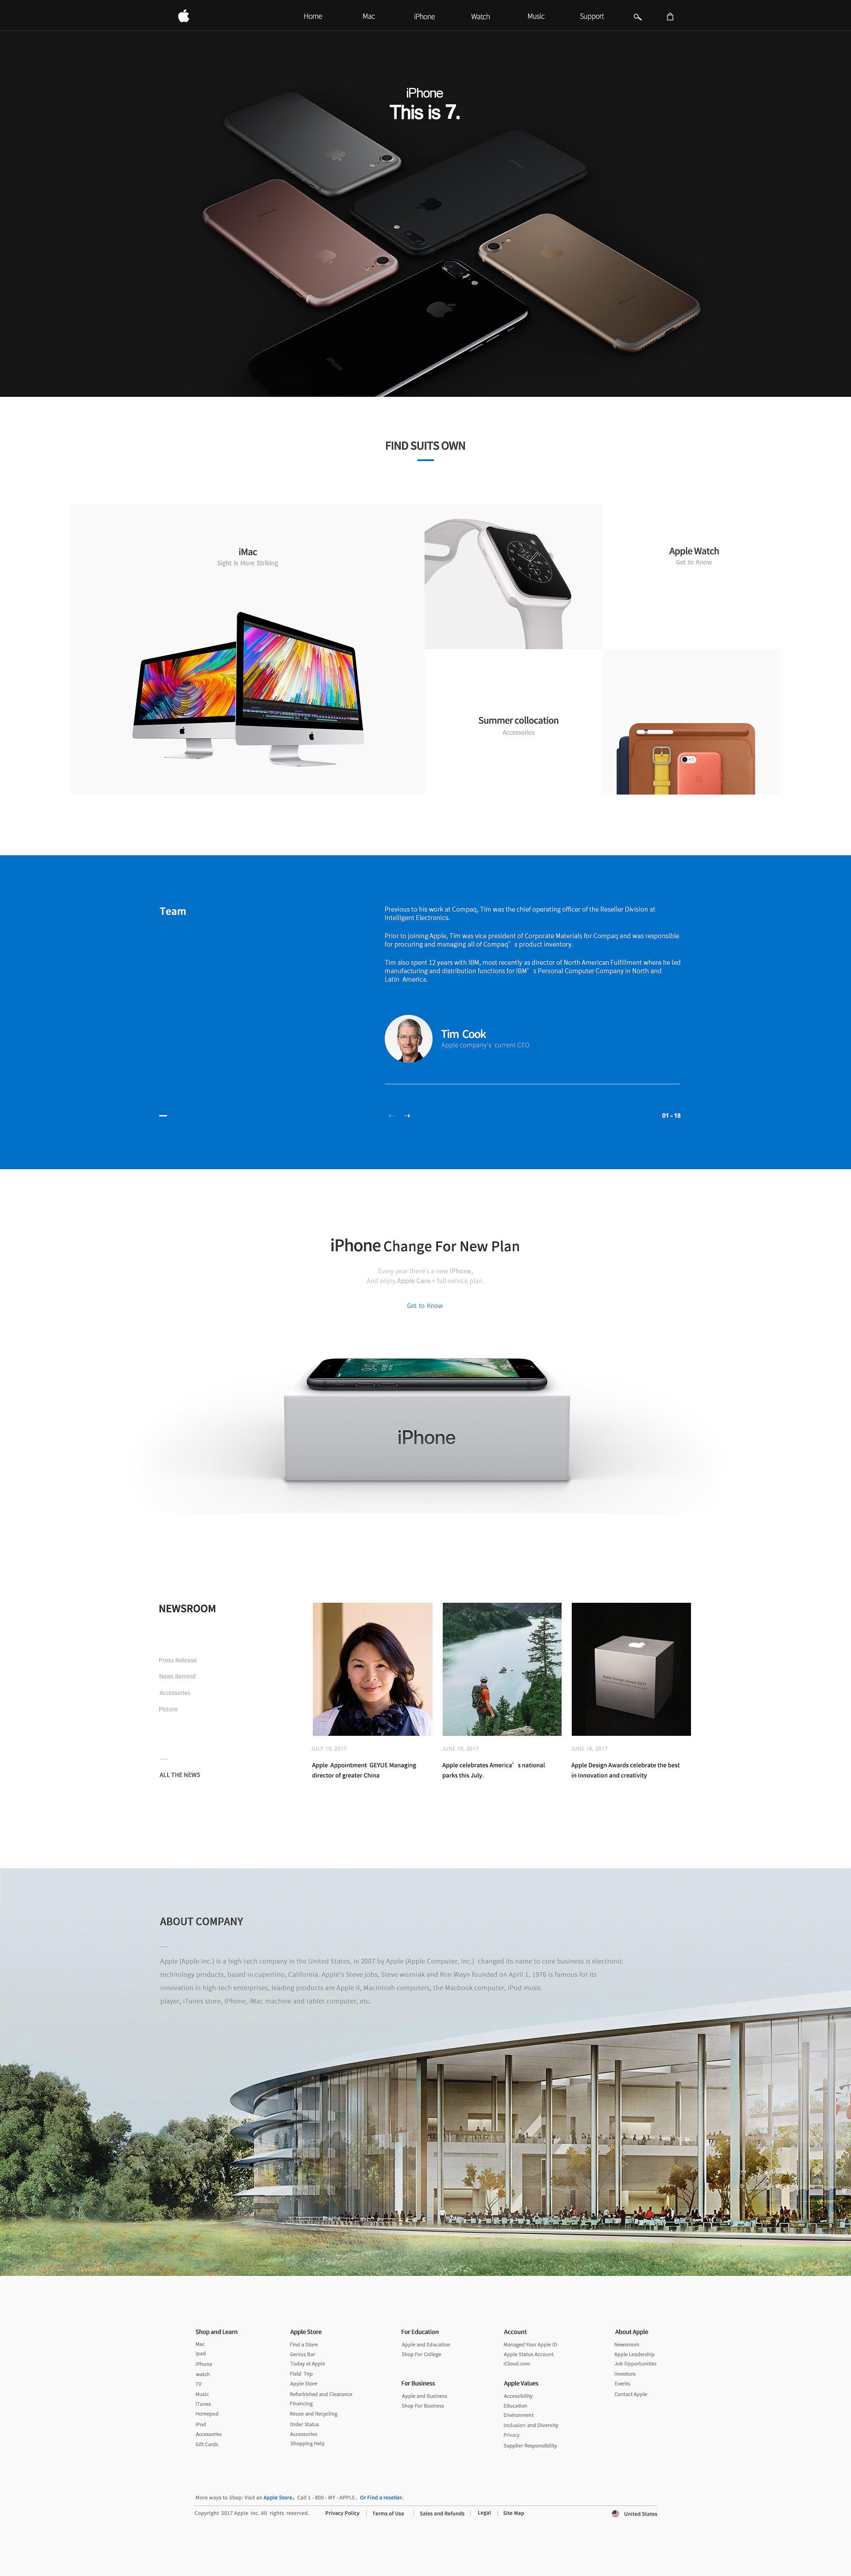 Home Mac iPhone Watch Music Support
iPhone
This is 7.
FIND SUITS OWN
iMac
Sight is More Striking
Apple Watch
Get to Know
Summer collocation
Accessories
Team
Previous to his work at Compaq, Tim was the chief operating officer of the Reseller Division at
Intelligent Electronics.
Prior to joining Apple, Tim was vice president of Corporate Materials for Compaq and was responsible
for procuring and managing all of Compaq’s product inventory.
Tim also spent 12 years with IBM, most recently as director of North American Fulfillment where he led
manufacturing and distribution functions for IBM’s Personal Computer Company in North and
Latin America.
Tim Cook
Apple company's current CEO
01 - 18
iPhone Change For New Plan
Every year there's a new iPhone,
And enjoy Apple Care + full service plan.
Get to Know
iPhone
NEWSROOM
Press Release
News Remind
Accessories
Picture
ALL THE NEWS
JULY 19, 2017
Apple Appointment GEYUE Managing
director of greater China
JUNE 19, 2017
Apple celebrates America’s national
parks this July.
JUNE 16, 2017
Apple Design Awards celebrate the best
in innovation and creativity
ABOUT COMPANY
Apple (Apple Inc.) is a high-tech company in the United States, in 2007 by Apple (Apple Computer, Inc.) changed its name to core business is electronic
technology products, based in cupertino, California. Apple's Steve jobs, Steve wozniak and Ron Wayn founded on April 1, 1976 is famous for its
innovation in high-tech enterprises, leading products are Apple II, Macintosh computers, the Macbook computer, iPod music
player, iTunes store, iPhone, iMac machine and tablet computer, etc.
Shop and Learn
Mac
ipad
iPhone
watch
TV
Music
iTunes
Homepod
iPod
Accessories
Gift Cards
Apple Store
Find a Store
Genius Bar
Today at Apple
Field Trip
Apple Store
Refurbished and Clearance
Financing
Reuse and Recycling
Order Status
Accessories
Shopping Help
For Education
Apple and Education
Shop For College
For Business
Apple and Business
Shop For Business
Account
Managed Your Apple ID
Apple Status Account
iCloud.com
Apple Values
Accessibility
Education
Environment
Inclusion and Diversity
Privacy
Supplier Responsibility
About Apple
Newsroom
Apple Leadership
Job Opportunities
Investors
Events
Contact Apple
More ways to Shop: Visit an Apple Store, Call 1 - 800 - MY - APPLE, Or Find a reseller.
Copyright 2017 Apple inc. All rights reserved. Privacy Policy Terms of Use Sales and Refunds Legal Site Map United States